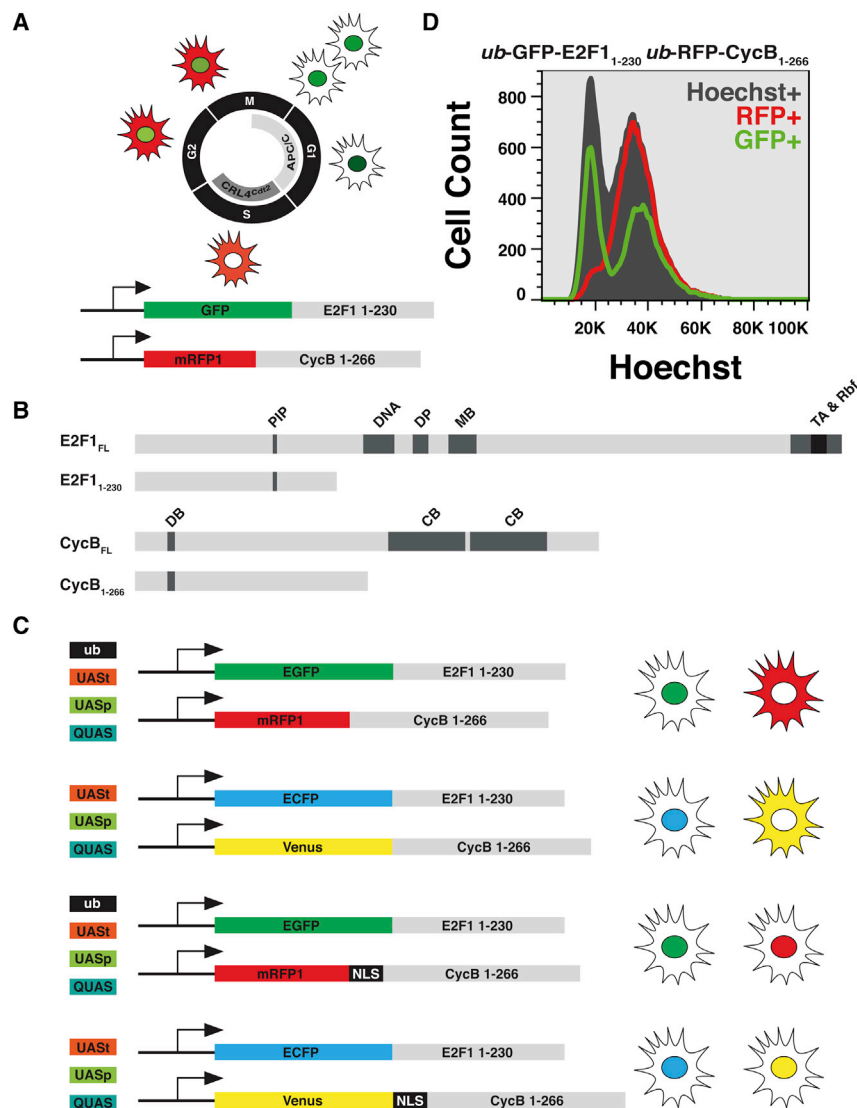 A
M
G1
S
G2
APC/C
CRL4Cdt2
GFP E2F1 1-230
mRFP1 CycB 1-266
D
ub-GFP-E2F11-230 ub-RFP-CycB1-266
Hoechst+
RFP+
GFP+
Cell Count
800
600
400
200
0
20K 40K 60K 80K 100K
Hoechst
B
PIP DNA DP MB TA & Rbf
E2F1FL
E2F11-230
DB CB CB
CycBFL
CycB1-266
C
ub
UASt
UASp
QUAS
EGFP E2F1 1-230
mRFP1 CycB 1-266
UASt
UASp
QUAS
ECFP E2F1 1-230
Venus CycB 1-266
ub
UASt
UASp
QUAS
EGFP E2F1 1-230
mRFP1 NLS CycB 1-266
UASt
UASp
QUAS
ECFP E2F1 1-230
Venus NLS CycB 1-266